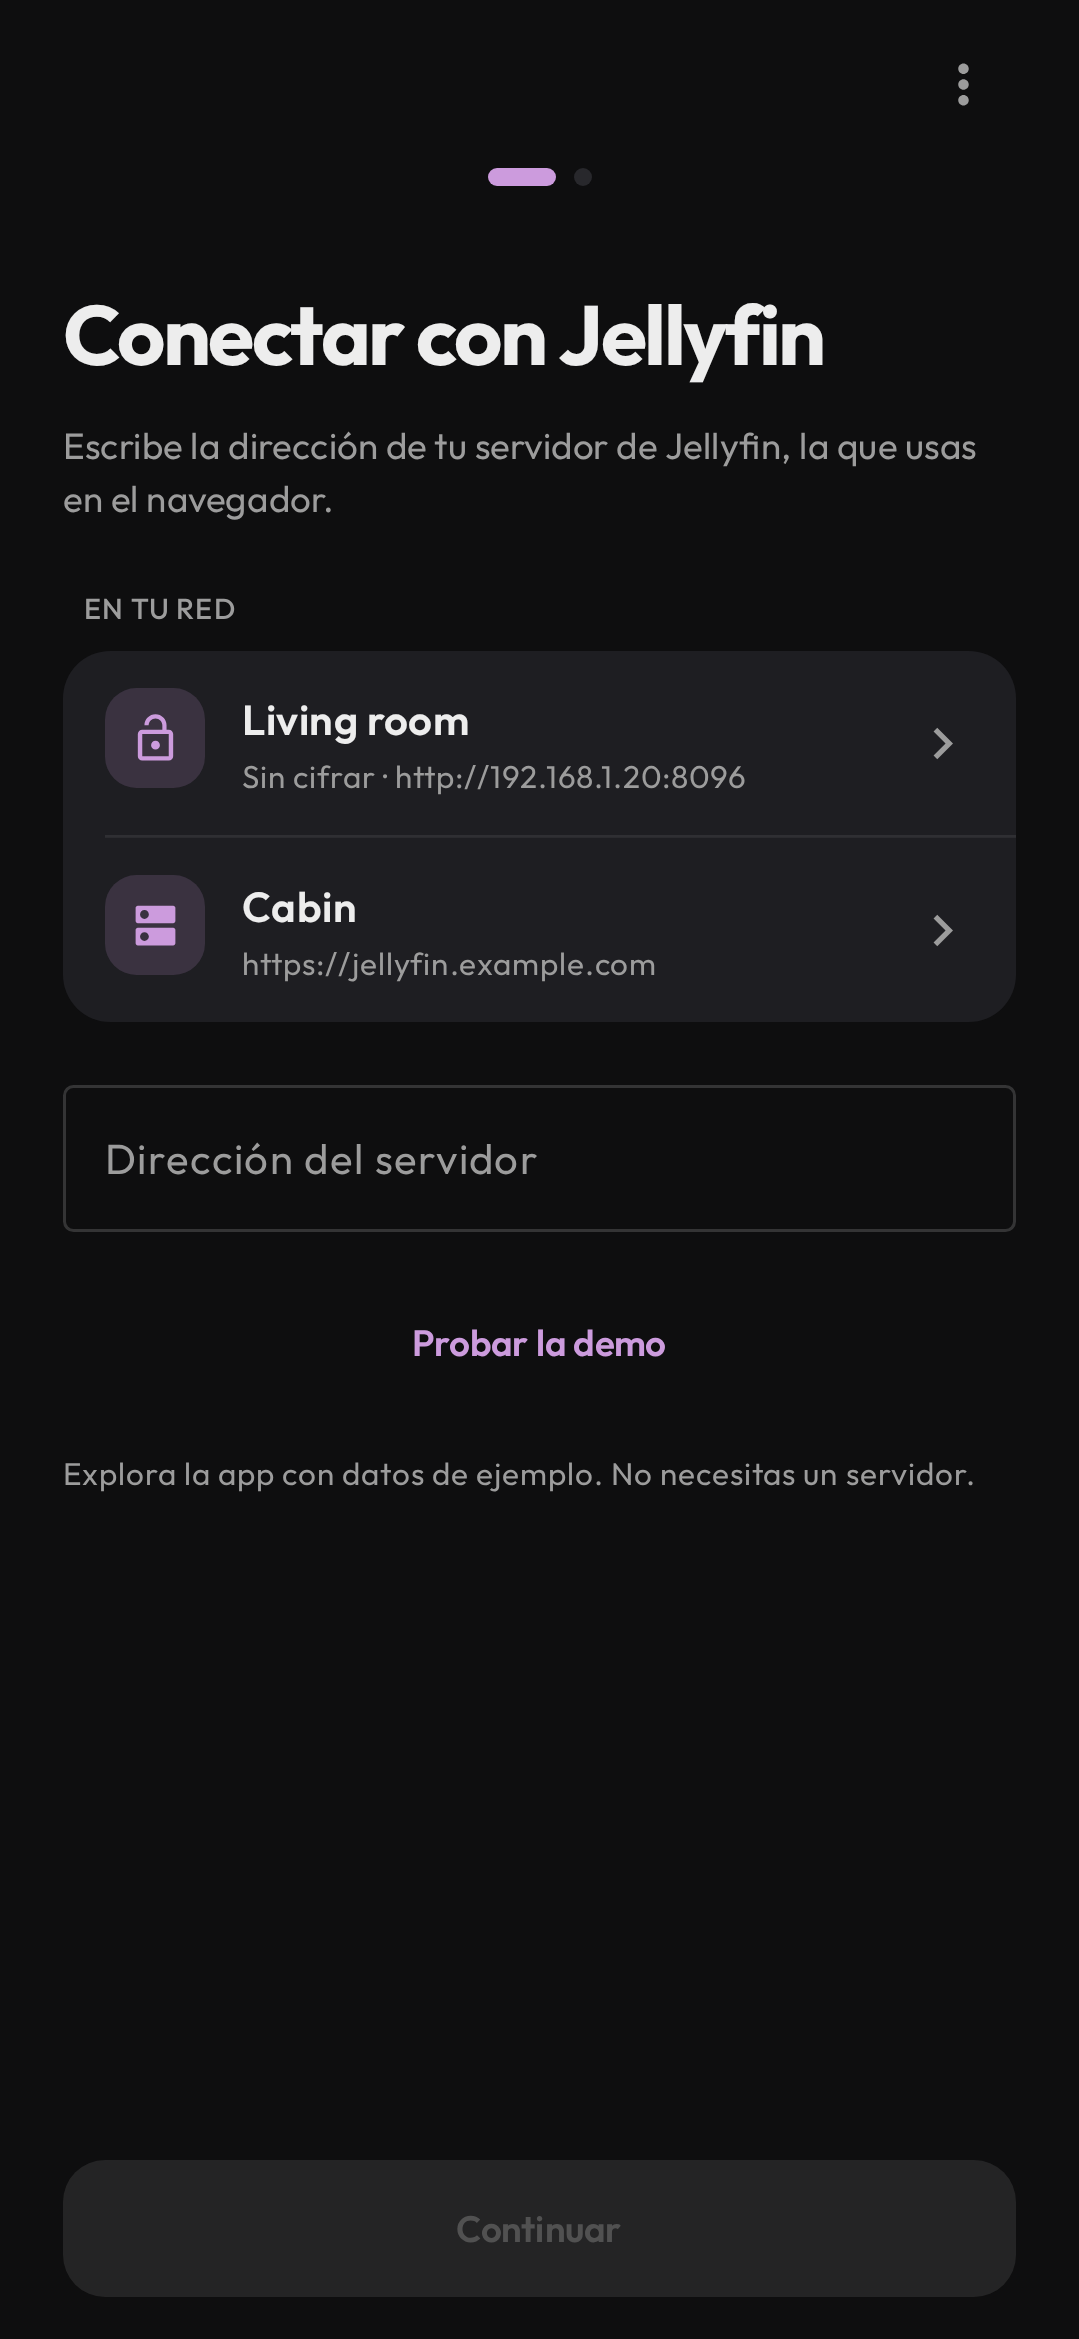 Conectar con Jellyfin
Escribe la dirección de tu servidor de Jellyfin, la que usas
en el navegador.
EN TU RED
Living room
Sin cifrar · http://192.168.1.20:8096
Cabin
https://jellyfin.example.com
Dirección del servidor
Probar la demo
Explora la app con datos de ejemplo. No necesitas un servidor.
Continuar